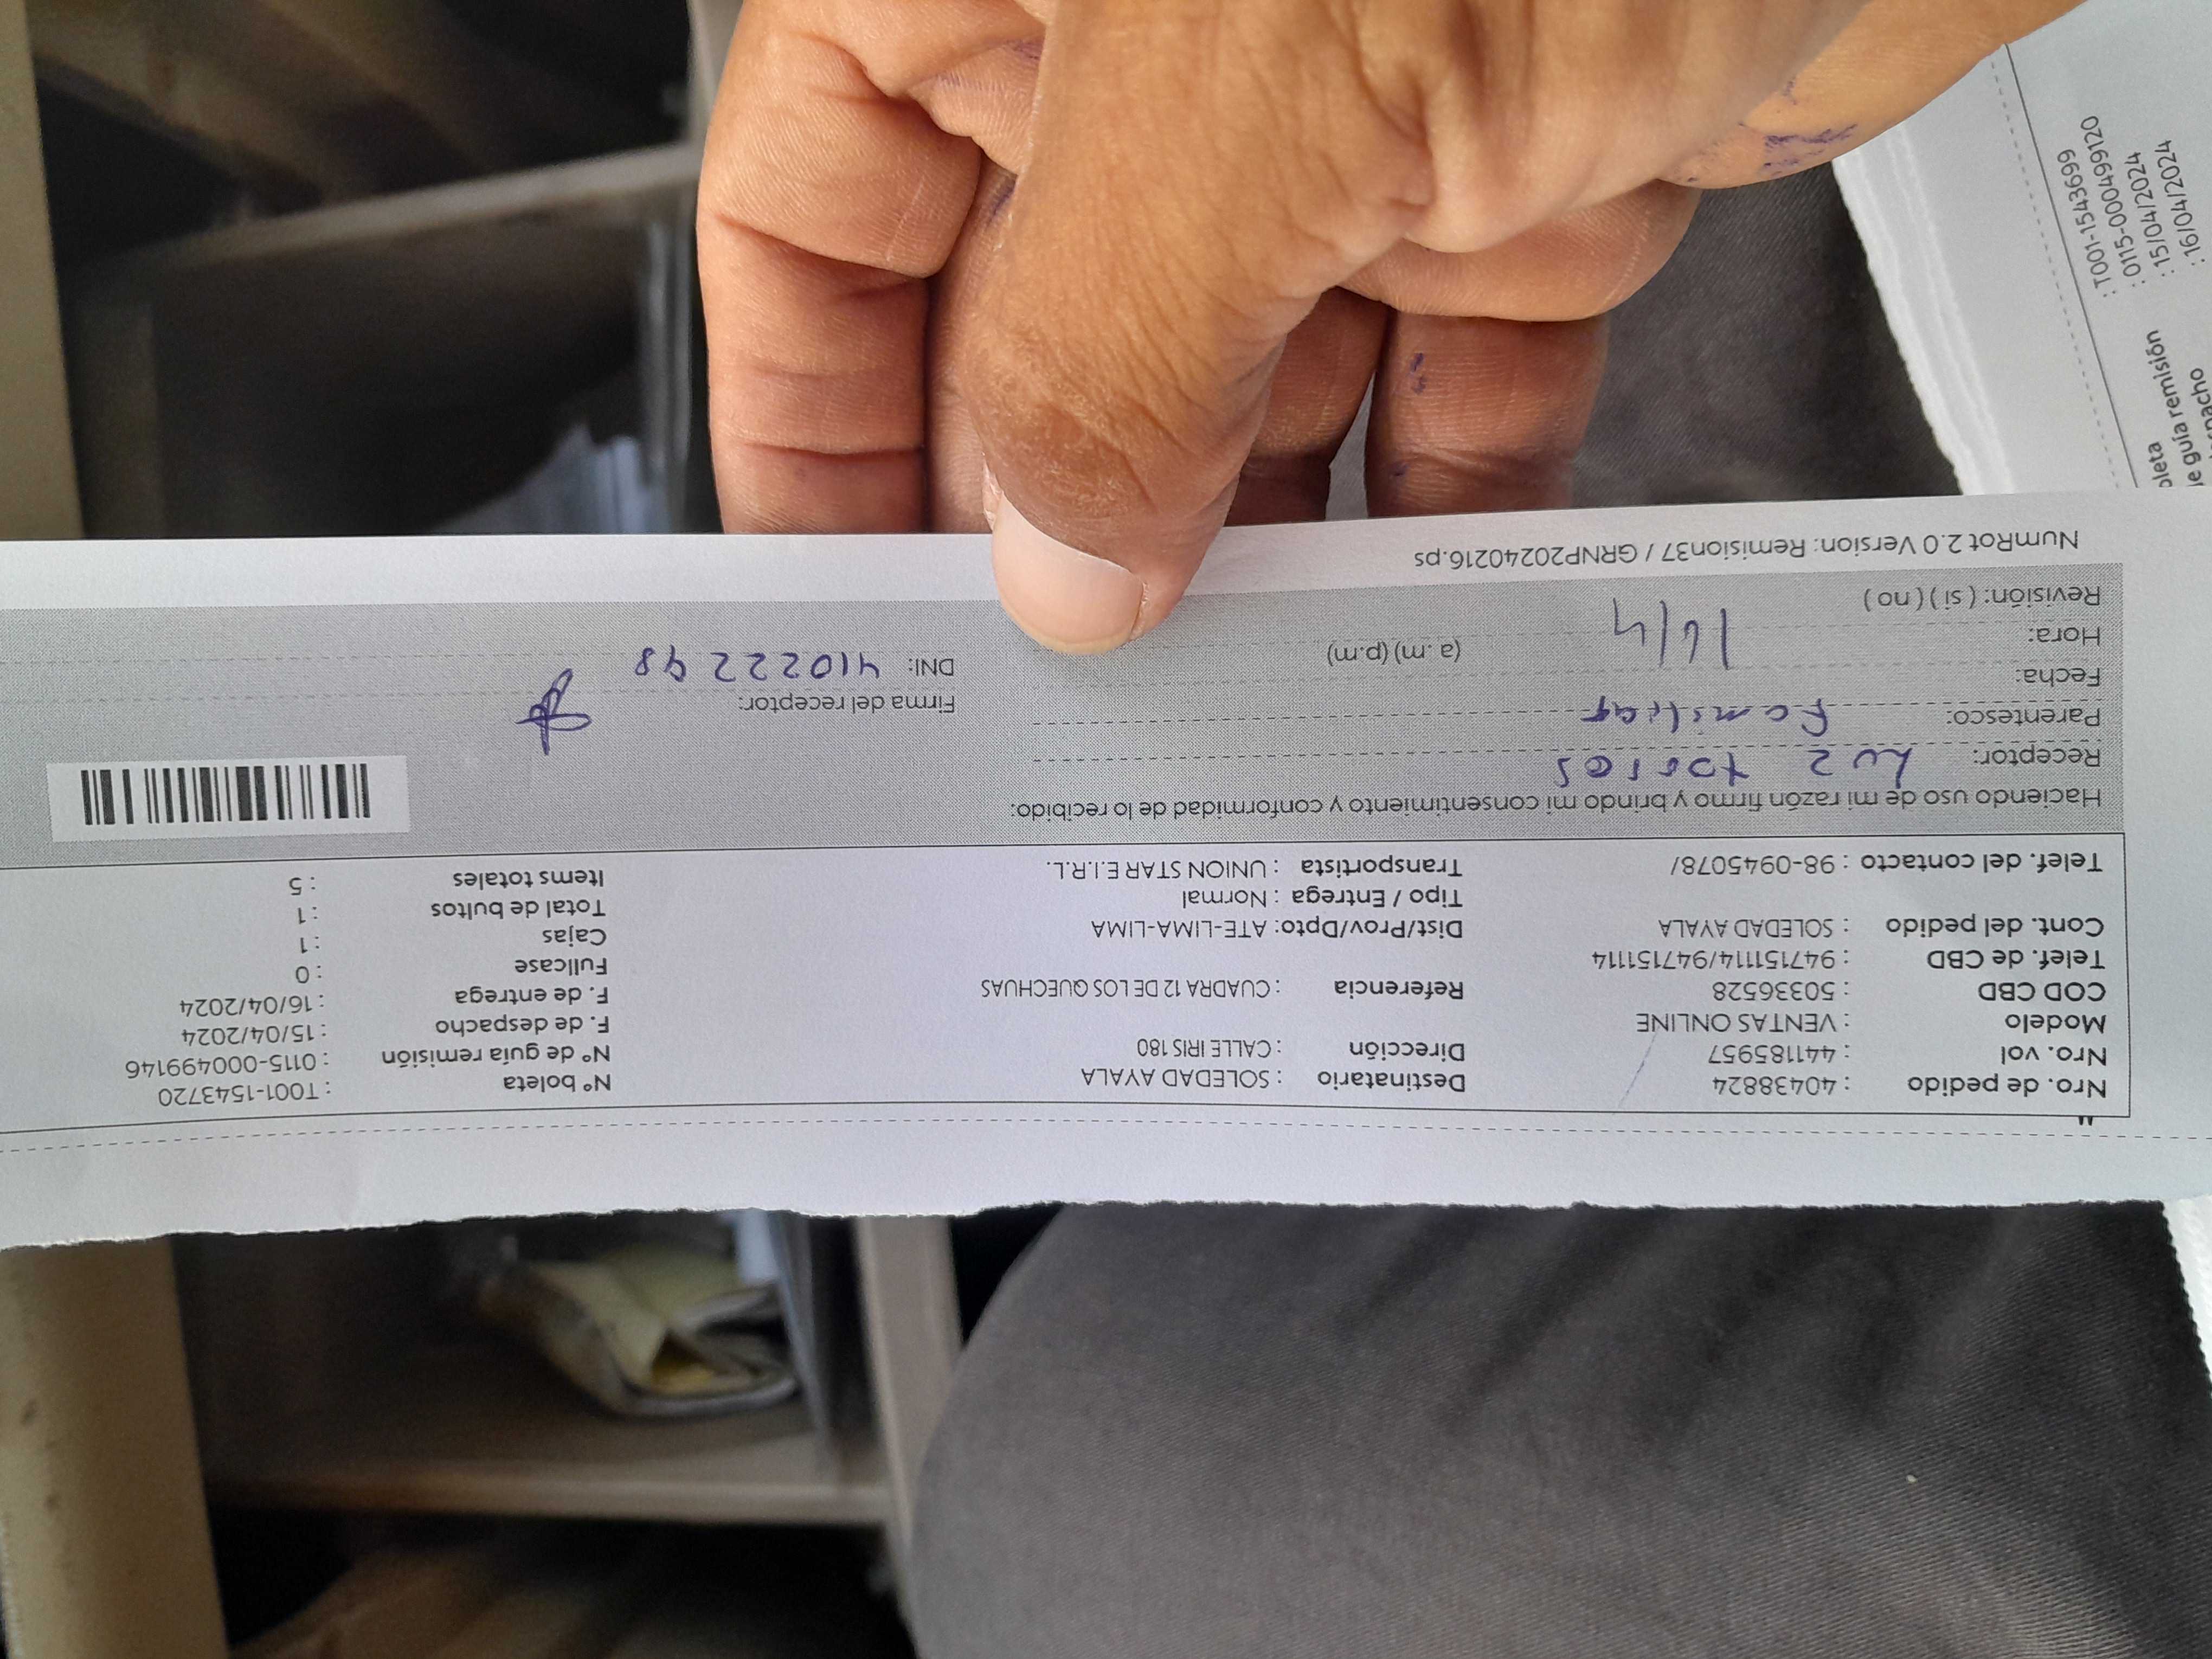 Nro. de pedido : 40438824 Destinatario : SOLEDAD AYALA N° boleta : T001-1543720
Nro. vol : 441185957 Dirección : CALLE IRIS 180 N° de guía remisión : 0115-000499146
Modelo : VENTAS ONLINE F. de despacho : 15/04/2024
COD CBD : 50336528 Referencia : CUADRA 12 DE LOS QUECHUAS F. de entrega : 16/04/2024
Telef. de CBD : 947151114/947151114 Fullcase : 0
Cont. del pedido : SOLEDAD AYALA Dist/Prov/Dpto: ATE-LIMA-LIMA Cajas : 1
Tipo / Entrega : Normal Total de bultos : 1
Telef. del contacto : 98-0945078/ Transportista : UNION STAR E.I.R.L. Items totales : 5
Haciendo uso de mi razón firmo y brindo mi consentimiento y conformidad de lo recibido:
Receptor: Luz torres
Parentesco: Familiar Firma del receptor:
Fecha: 16/4 DNI: 41022298
Hora: (a .m) (p.m)
Revisión: ( si ) ( no )
NumRot 2.0 Version: Remision37 / GRNP20240216.ps
oleta : T001-1543699
e guía remisión : 0115-000499120
spacho : 15/04/2024
: 16/04/2024